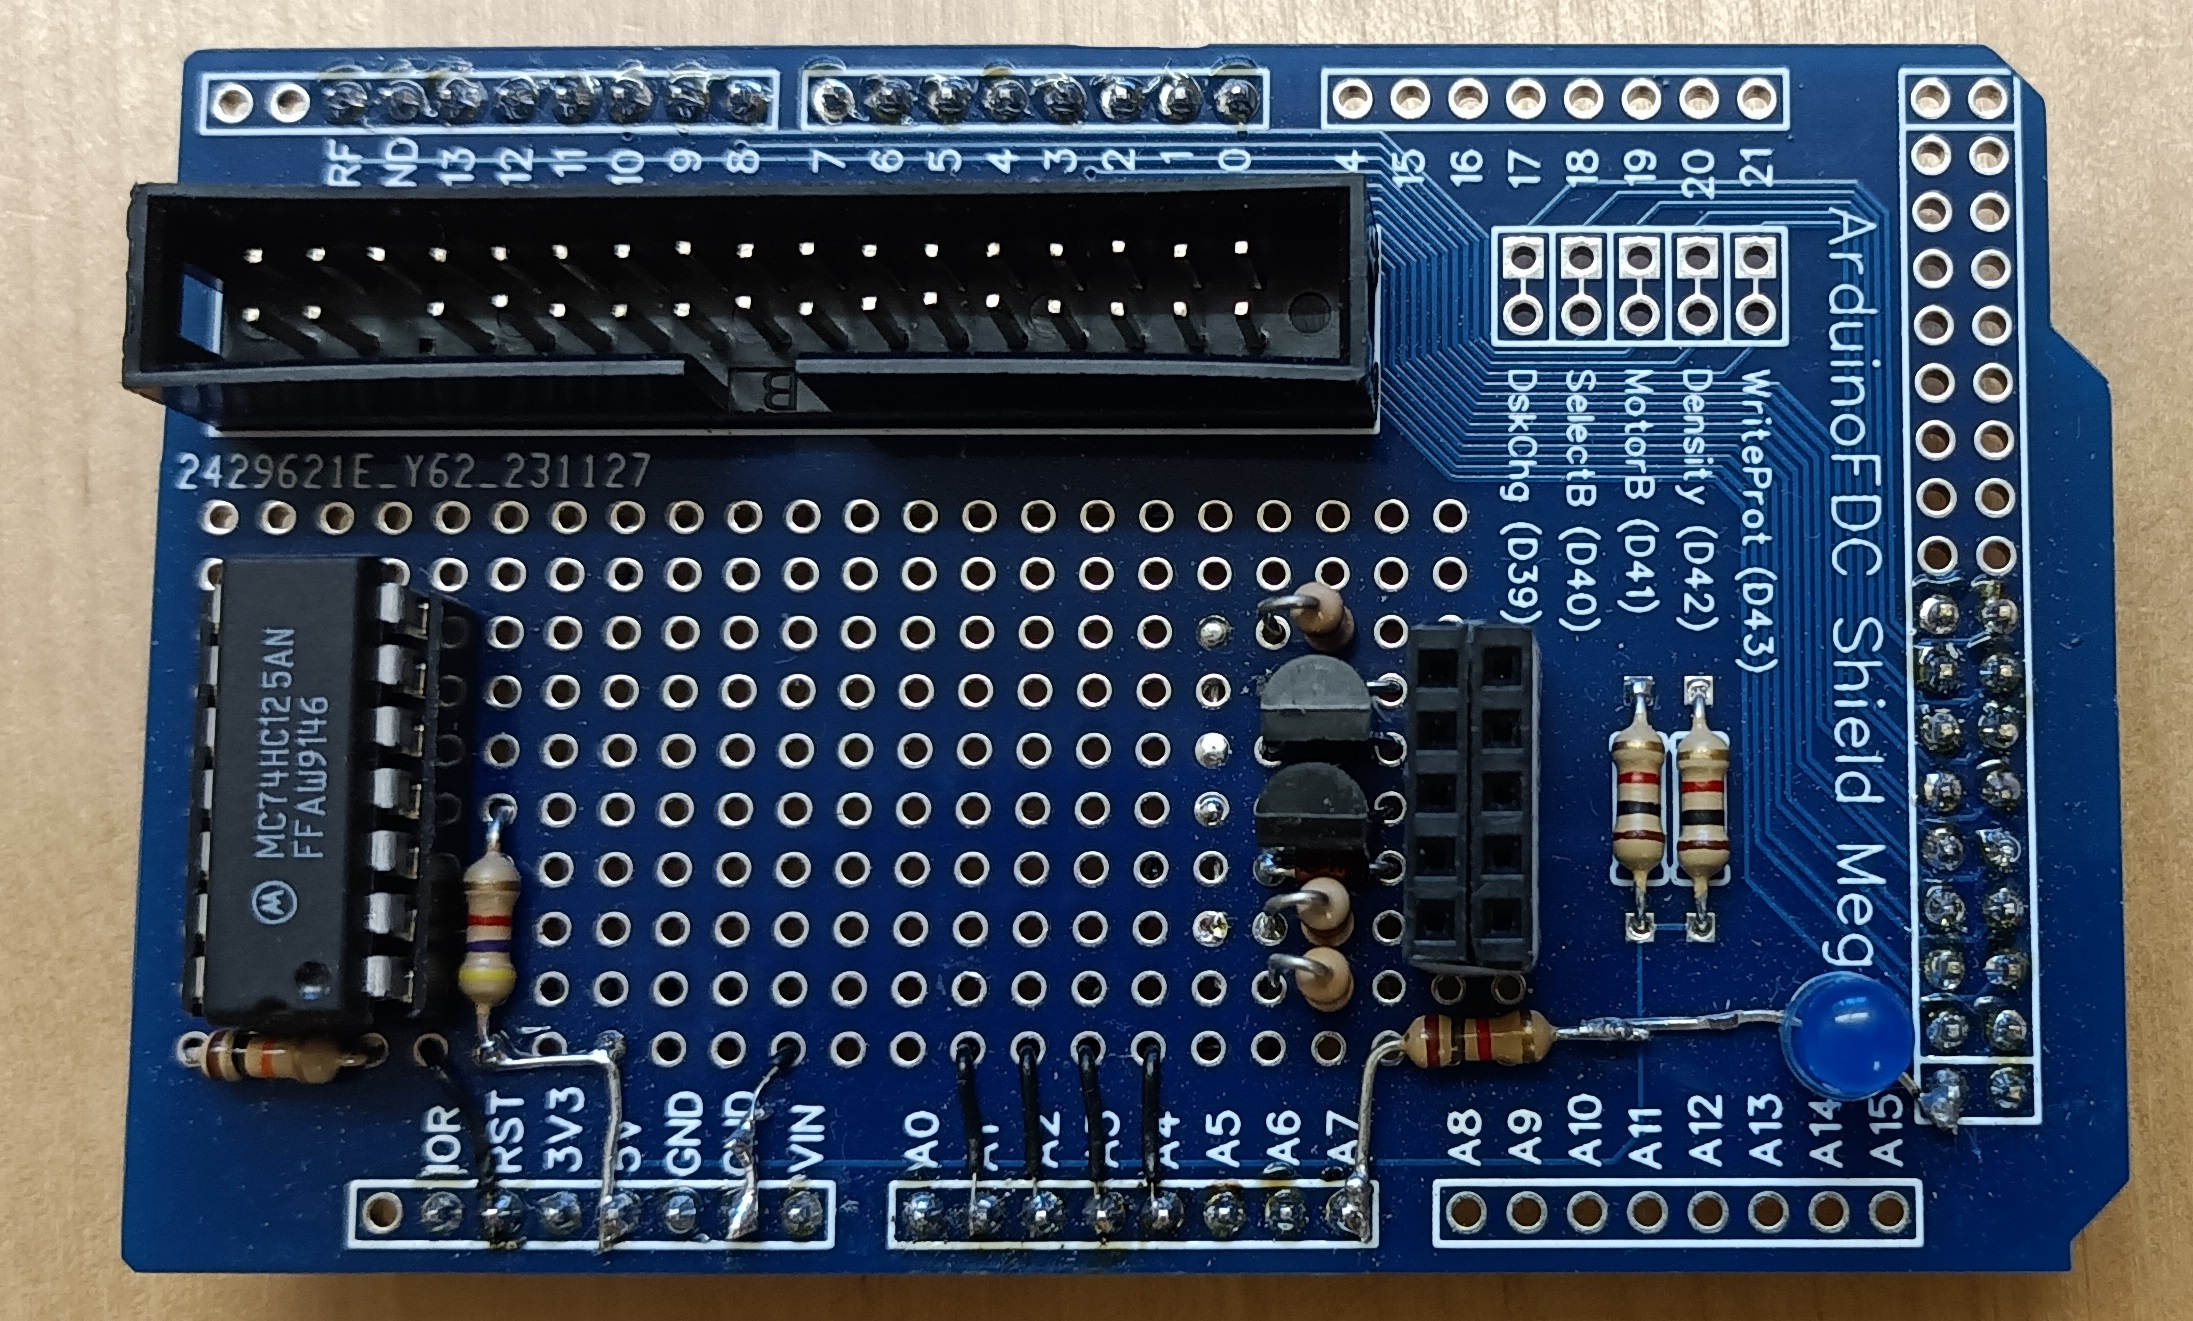 RF ND 13 12 11 10 9 8 7 6 5 4 3 2 1 0 4 15 16 17 18 19 20 21
B
2429621E_Y62_231127
DskChg (D39)
SelectB (D40)
MotorB (D41)
Density (D42)
WriteProt (D43)
ArduinoFDC Shield Meg
MC74HC125AN
FFAW9146
IOR RST 3V3 5V GND GND VIN A0 A1 A2 A3 A4 A5 A6 A7 A8 A9 A10 A11 A12 A13 A14 A15